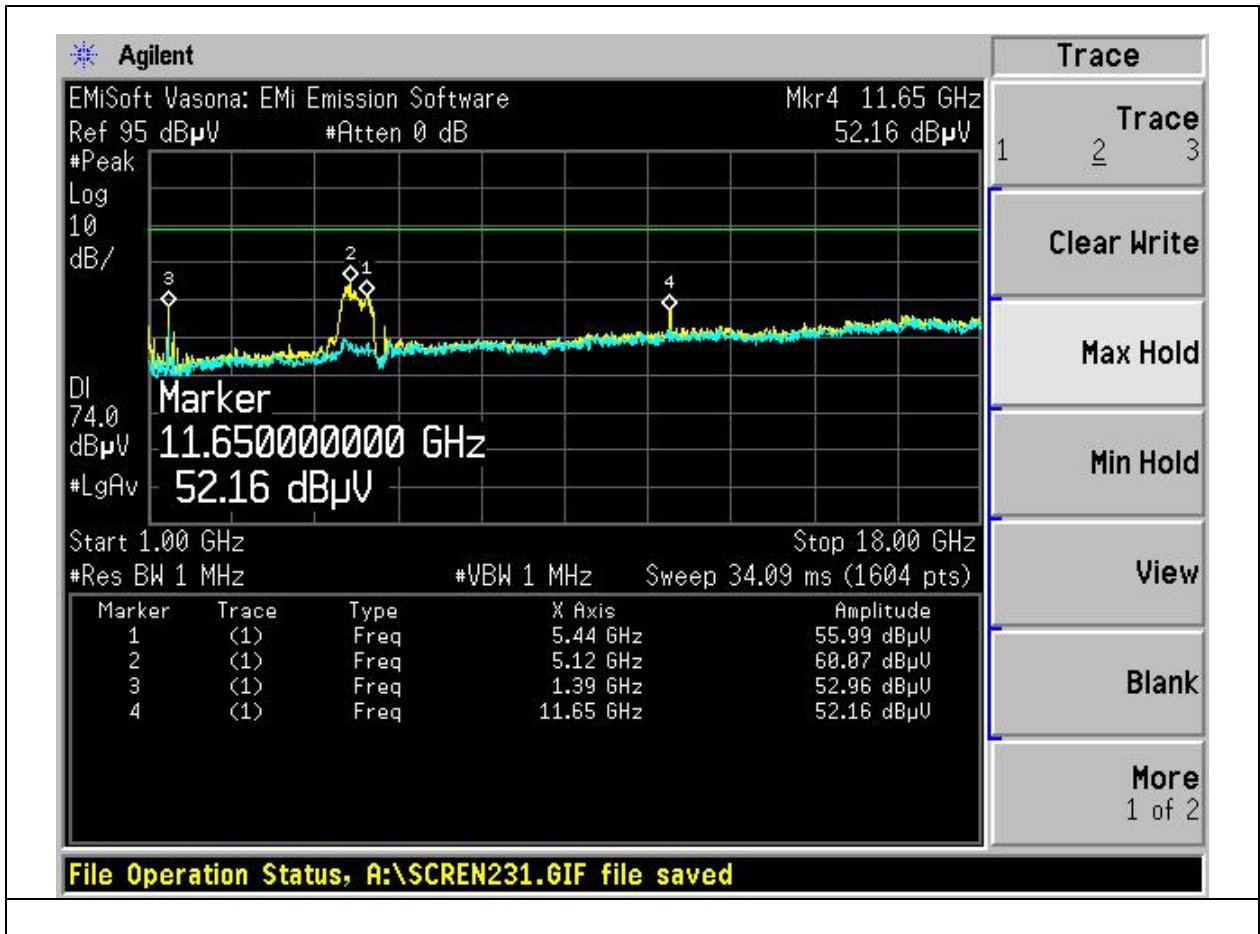 Agilent
Trace
EMiSoft Vasona: EMi Emission Software
Mkr4 11.65 GHz
Ref 95 dBµV
#Atten 0 dB
52.16 dBµV
#Peak
Log
10
dB/
3
2
1
4
DI
74.0
dBµV
#LgAv
Marker
11.650000000 GHz
52.16 dBµV
Start 1.00 GHz
Stop 18.00 GHz
#Res BW 1 MHz
#VBW 1 MHz
Sweep 34.09 ms (1604 pts)
Marker Trace Type X Axis Amplitude
1 (1) Freq 5.44 GHz 55.99 dBµV
2 (1) Freq 5.12 GHz 60.07 dBµV
3 (1) Freq 1.39 GHz 52.96 dBµV
4 (1) Freq 11.65 GHz 52.16 dBµV
File Operation Status, A:\SCREN231.GIF file saved
Trace
1 2 3
Clear Write
Max Hold
Min Hold
View
Blank
More
1 of 2